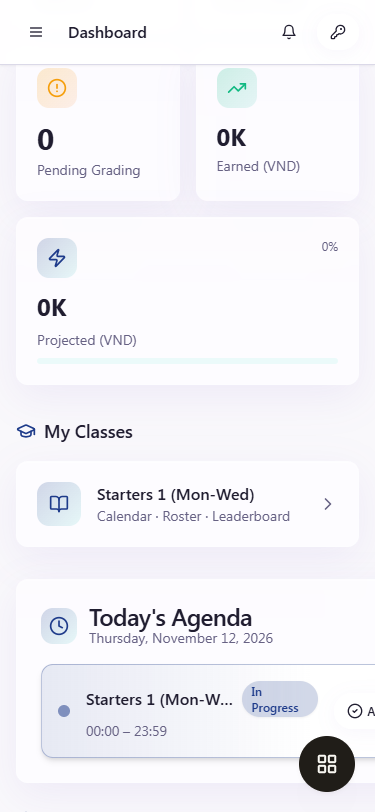 Dashboard
0
Pending Grading
0K
Earned (VND)
0%
0K
Projected (VND)
My Classes
Starters 1 (Mon-Wed)
Calendar · Roster · Leaderboard
Today's Agenda
Thursday, November 12, 2026
Starters 1 (Mon-W...
In
Progress
A
00:00 – 23:59